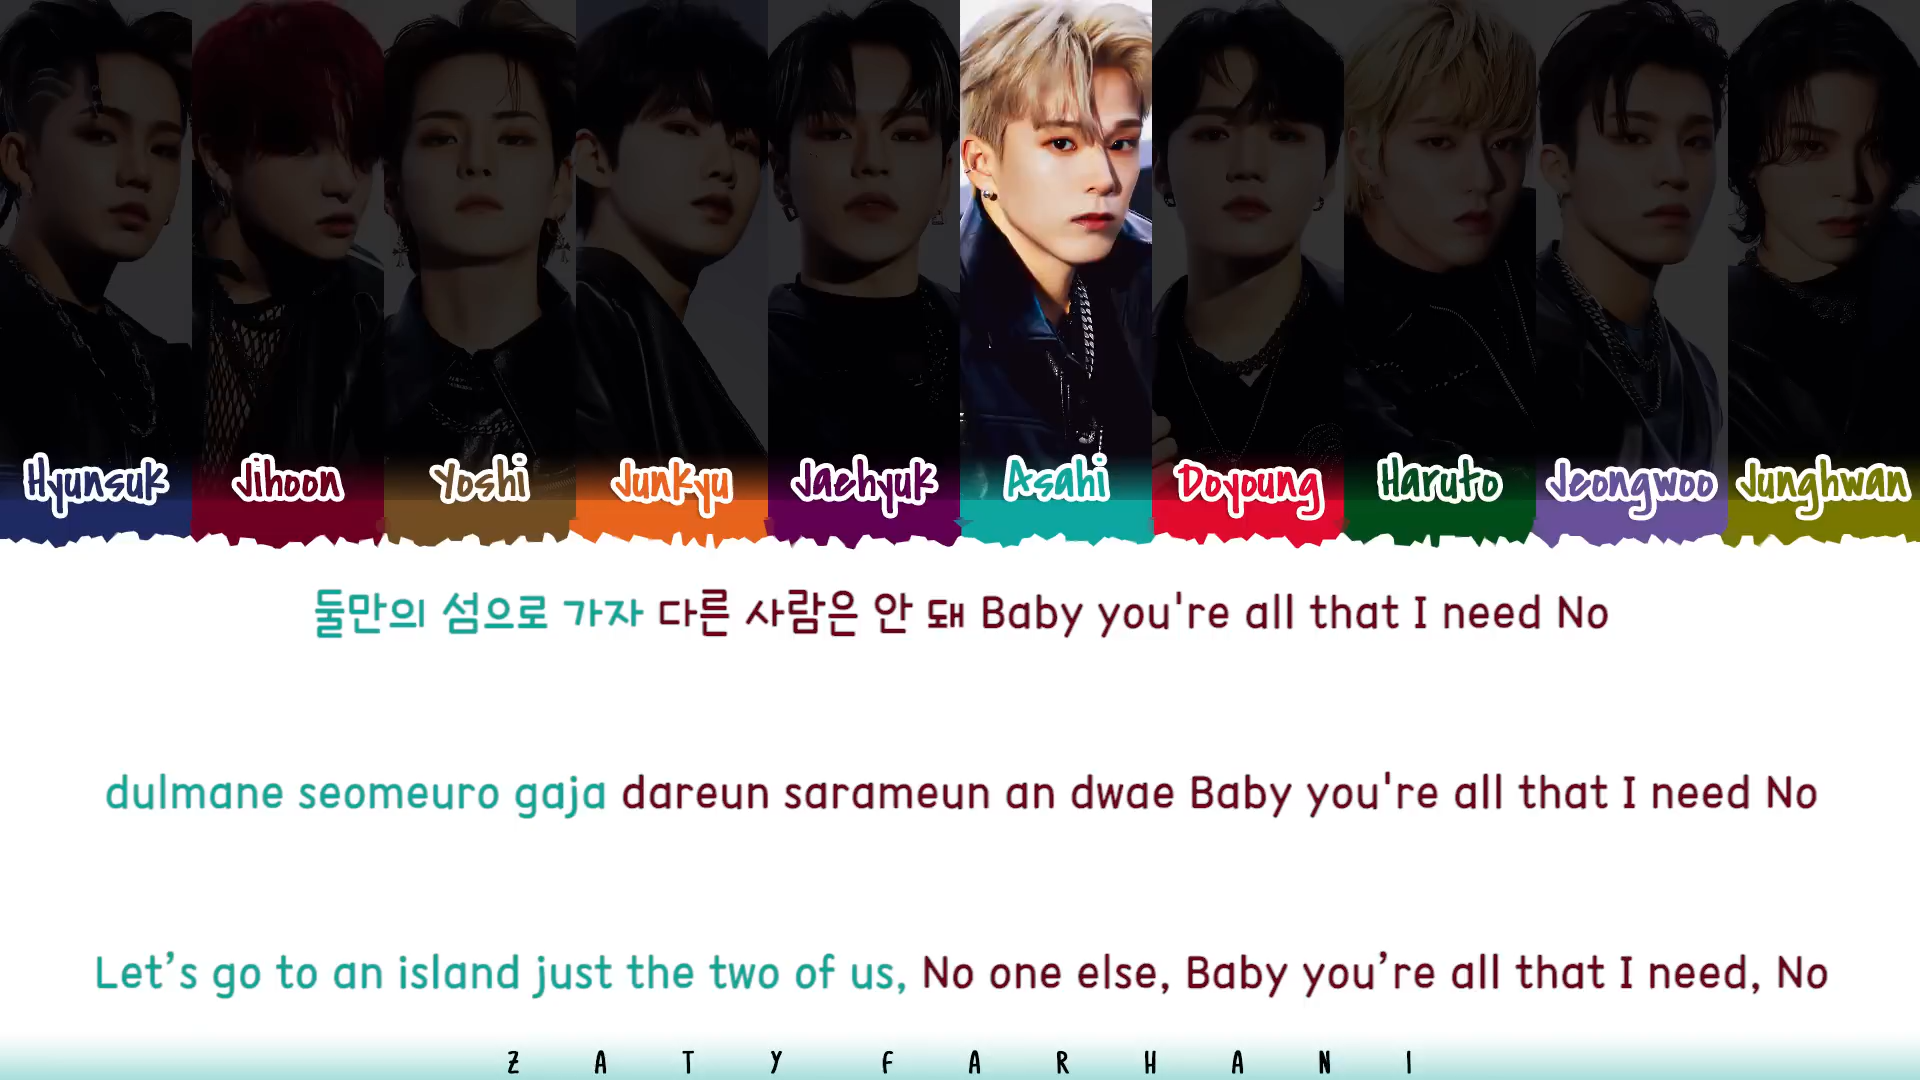 Hyunsuk Jihoon Yoshi Junkyu Jaehyuk Asahi Doyoung Haruto Jeongwoo Junghwan
둘만의 섬으로 가자 다른 사람은 안 돼 Baby you're all that I need No
dulmane seomeuro gaja dareun sarameun an dwae Baby you're all that I need No
Let’s go to an island just the two of us, No one else, Baby you’re all that I need, No
ZATY FARHANI